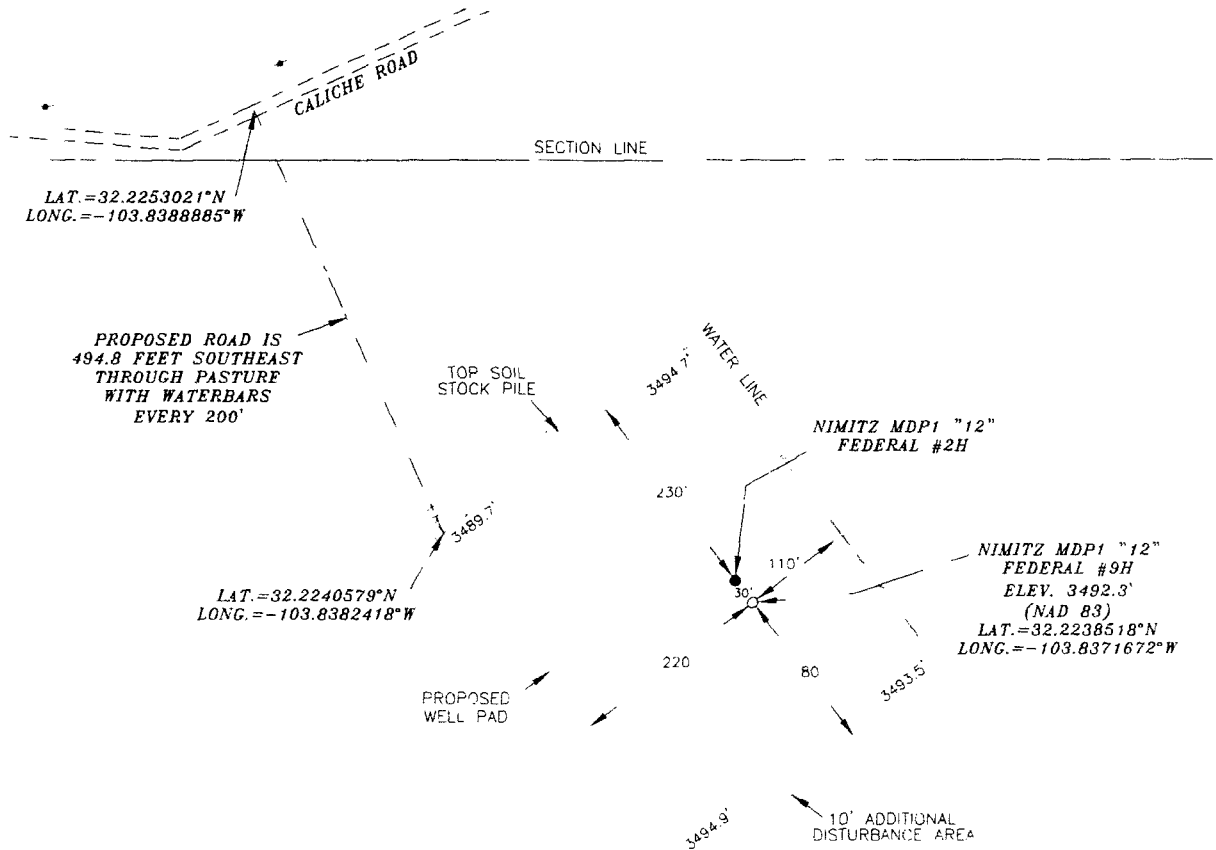 CALICHE ROAD
SECTION LINE
LAT.=32.2253021°N
LONG.=-103.8388885°W
PROPOSED ROAD IS
494.8 FEET SOUTHEAST
THROUGH PASTURE
WITH WATERBARS
EVERY 200'
TOP SOIL
STOCK PILE
3494.7'
WATER LINE
NIMITZ MDP1 "12"
FEDERAL #2H
230'
3489.7'
110'
30'
NIMITZ MDP1 "12"
FEDERAL #9H
ELEV. 3492.3'
(NAD 83)
LAT.=32.2238518°N
LONG.=-103.8371672°W
LAT.=32.2240579°N
LONG.=-103.8382418°W
220
80
3493.5'
PROPOSED
WELL PAD
3494.9'
10' ADDITIONAL
DISTURBANCE AREA